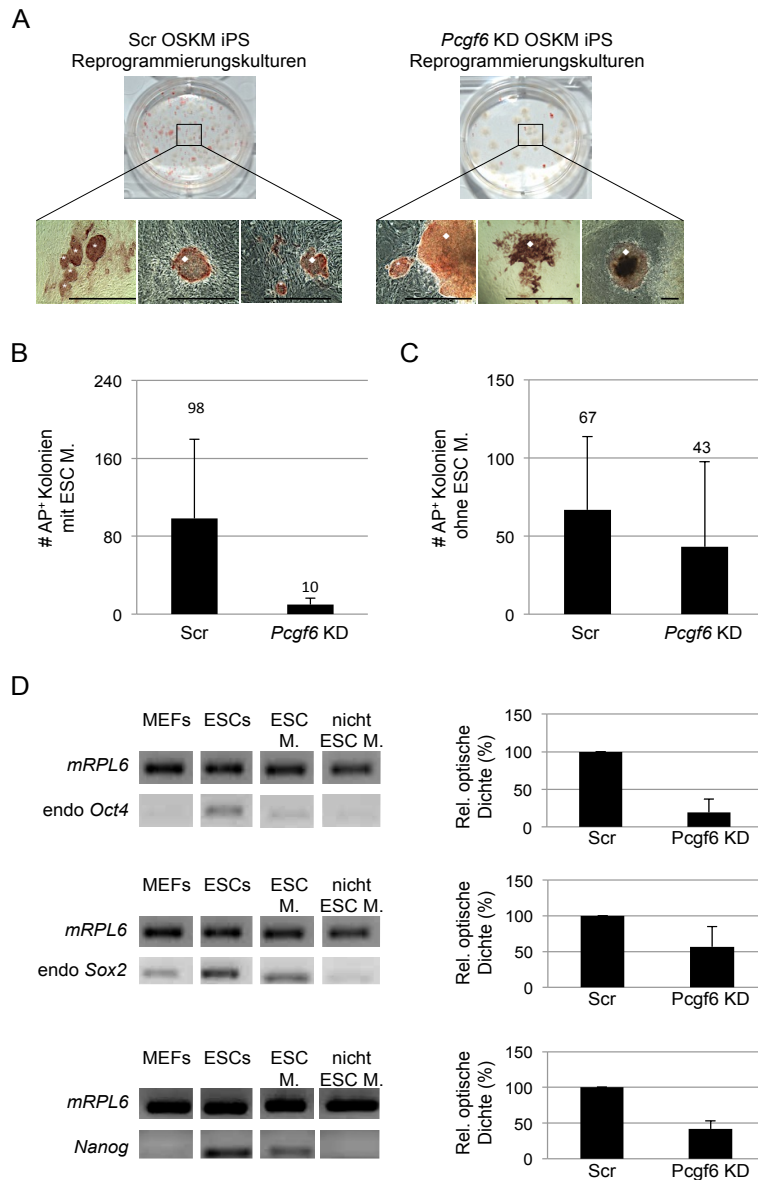 A
Scr OSKM iPS
Reprogrammierungskulturen
Pcgf6 KD OSKM iPS
Reprogrammierungskulturen
B
# AP+ Kolonien
mit ESC M.
240
160
80
0
98
10
Scr
Pcgf6 KD
C
# AP+ Kolonien
ohne ESC M.
150
100
50
0
67
43
Scr
Pcgf6 KD
D
MEFs ESCs ESC M. nicht ESC M.
mRPL6
endo Oct4
Rel. optische
Dichte (%)
150
100
50
0
Scr
Pcgf6 KD
MEFs ESCs ESC M. nicht ESC M.
mRPL6
endo Sox2
Rel. optische
Dichte (%)
150
100
50
0
Scr
Pcgf6 KD
MEFs ESCs ESC M. nicht ESC M.
mRPL6
Nanog
Rel. optische
Dichte (%)
150
100
50
0
Scr
Pcgf6 KD